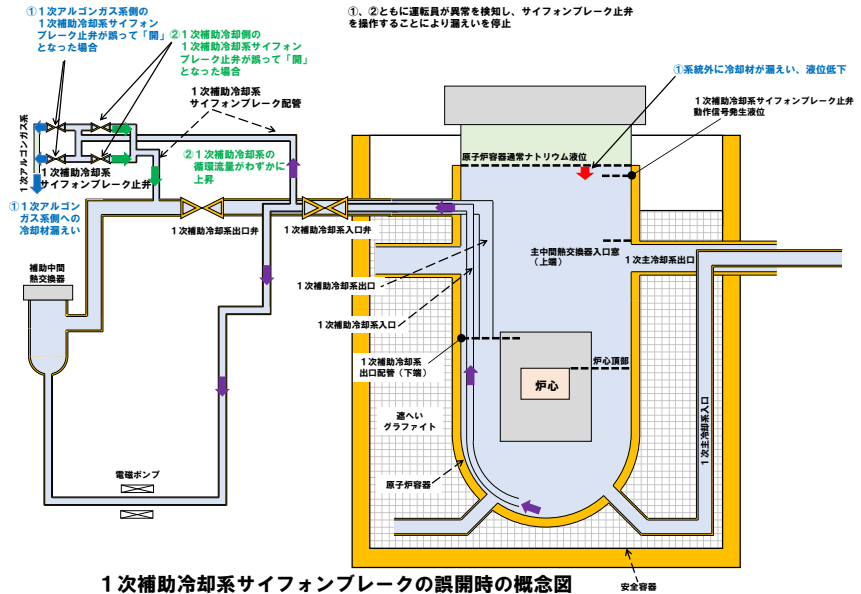 ①１次アルゴンガス系側の
１次補助冷却系サイフォン
ブレーク止弁が誤って「開」
となった場合
②１次補助冷却側の
１次補助冷却系サイフォン
ブレーク止弁が誤って「開」
となった場合
①、②ともに運転員が異常を検知し、サイフォンブレーク止弁
を操作することにより漏えいを停止
①系統外に冷却材が漏えい、液位低下
１次補助冷却系サイフォンブレーク止弁
動作信号発生液位
１次補助冷却系
サイフォンブレーク配管
１次アルゴンガス系
１次補助冷却系
サイフォンブレーク止弁
②１次補助冷却系の
循環流量がわずかに
上昇
原子炉容器通常ナトリウム液位
①１次アルゴン
ガス系側への
冷却材漏えい
１次補助冷却系出口弁
１次補助冷却系入口弁
主中間熱交換器入口窓
（上端）
１次主冷却系出口
補助中間
熱交換器
１次補助冷却系出口
１次補助冷却系入口
１次補助冷却系
出口配管（下端）
炉心頂部
炉心
遮へい
グラファイト
１次主冷却系入口
電磁ポンプ
原子炉容器
安全容器
１次補助冷却系サイフォンブレークの誤開時の概念図